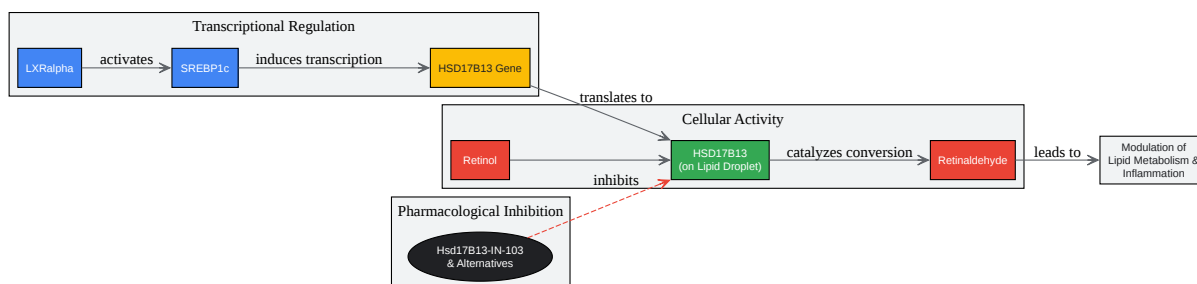 Transcriptional Regulation
LXRalpha
activates
SREBP1c
induces transcription
HSD17B13 Gene
translates to
Cellular Activity
Retinol
HSD17B13
(on Lipid Droplet)
catalyzes conversion
Retinaldehyde
leads to
Modulation of
Lipid Metabolism &
Inflammation
inhibits
Pharmacological Inhibition
Hsd17B13-IN-103
& Alternatives